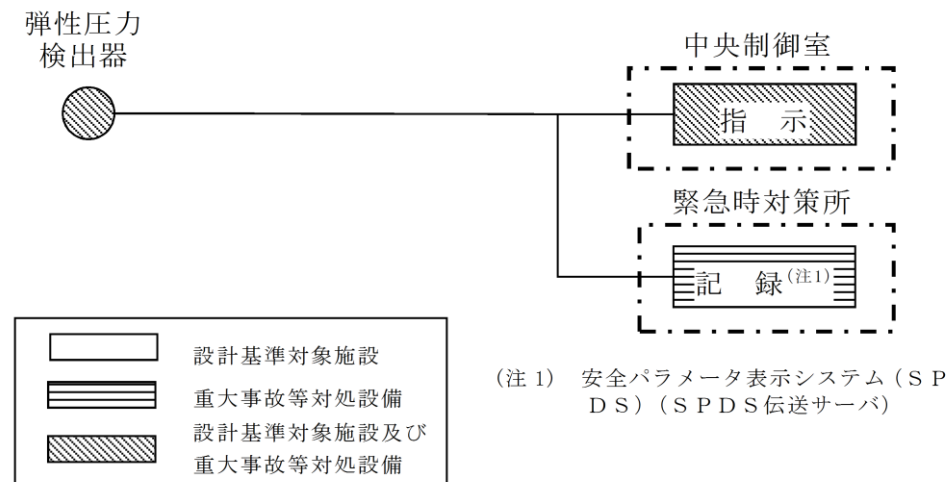 弾性圧力
検出器
中央制御室
指　示
緊急時対策所
記　録(注1)
設計基準対象施設
重大事故等対処設備
設計基準対象施設及び
重大事故等対処設備
(注 1)　安全パラメータ表示システム（ＳＰ
ＤＳ）（ＳＰＤＳ伝送サーバ）